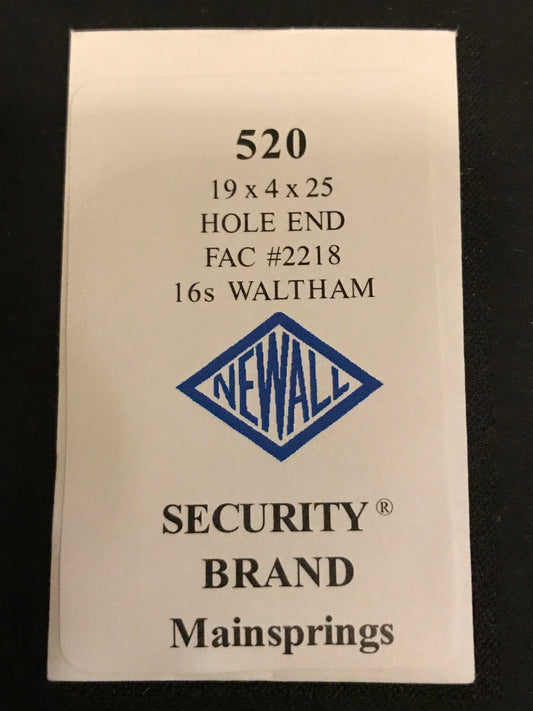 520
19 x 4 x 25
HOLE END
FAC #2218
16s WALTHAM
NEWALL
SECURITY ®
BRAND
Mainsprings